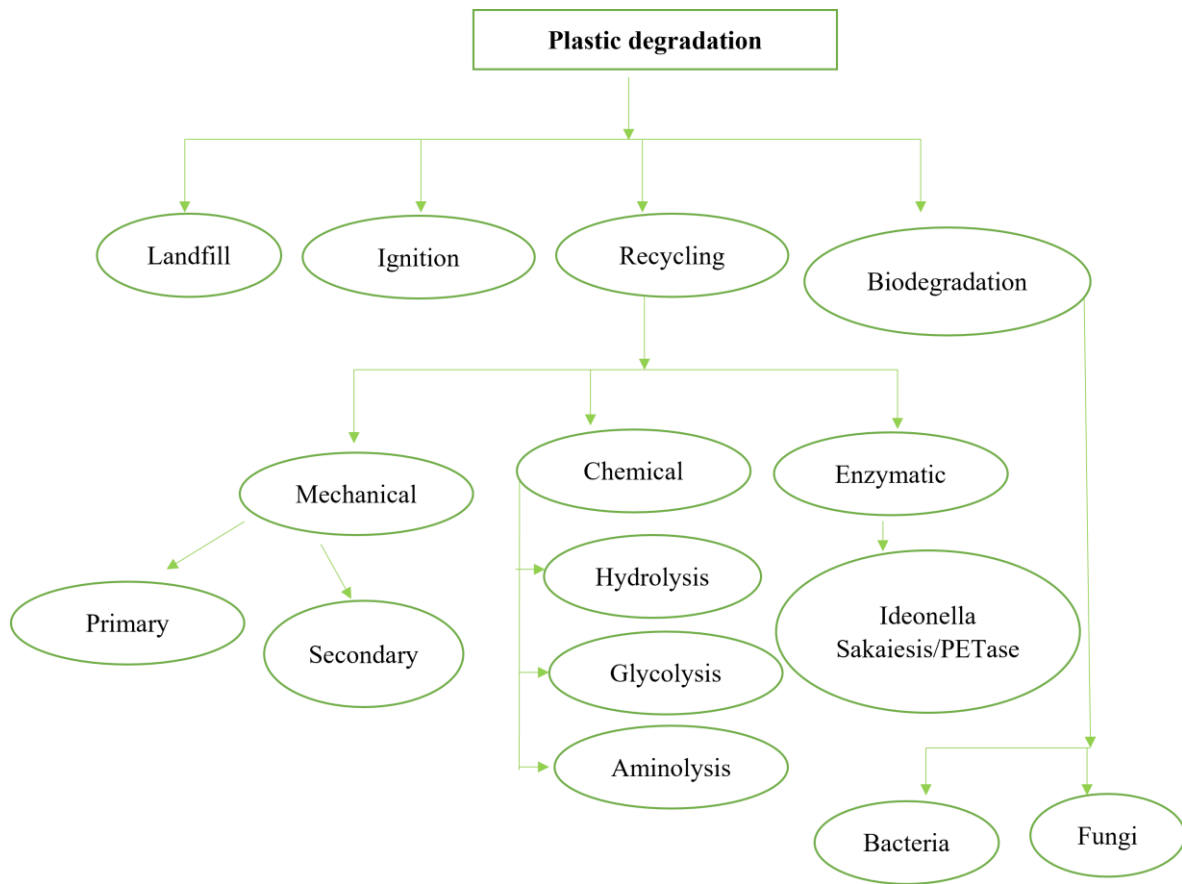 Plastic degradation
Landfill
Ignition
Recycling
Biodegradation
Mechanical
Chemical
Enzymatic
Primary
Secondary
Hydrolysis
Glycolysis
Aminolysis
Ideonella
Sakaiesis/PETase
Bacteria
Fungi